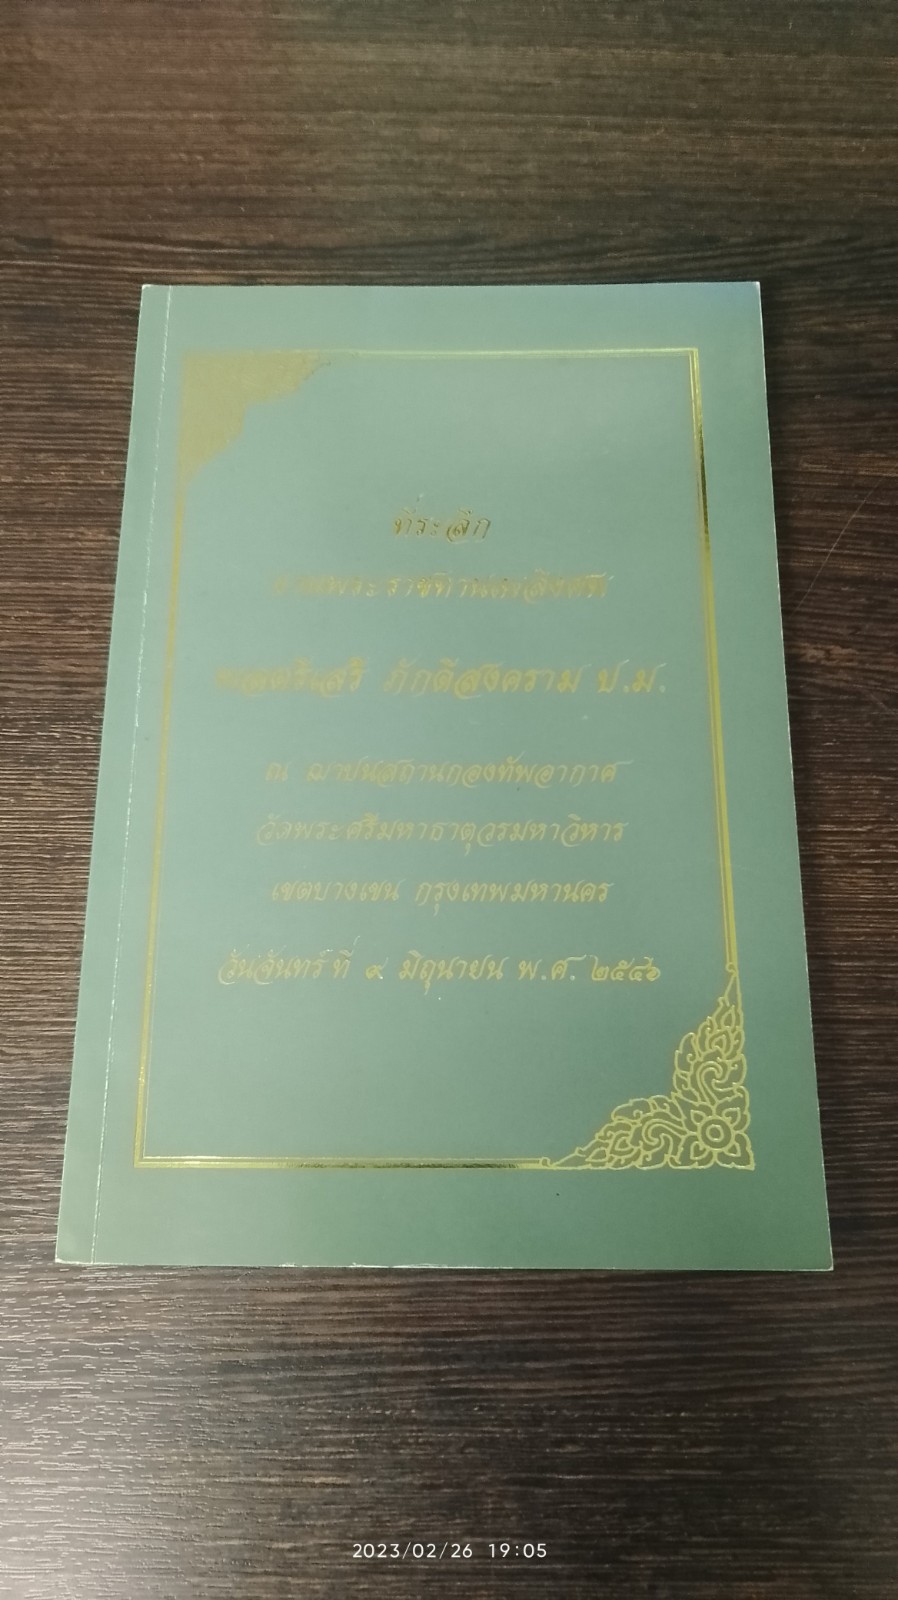 ที่ระลึก
งานพระราชทานเพลิงศพ
พลตรีเสรี ภักดีสงคราม ป.ม.
ณ ฌาปนสถานกองทัพอากาศ
วัดพระศรีมหาธาตุวรมหาวิหาร
เขตบางเขน กรุงเทพมหานคร
วันจันทร์ที่ ๙ มิถุนายน พ.ศ. ๒๕๔๖
2023/02/26 19:05